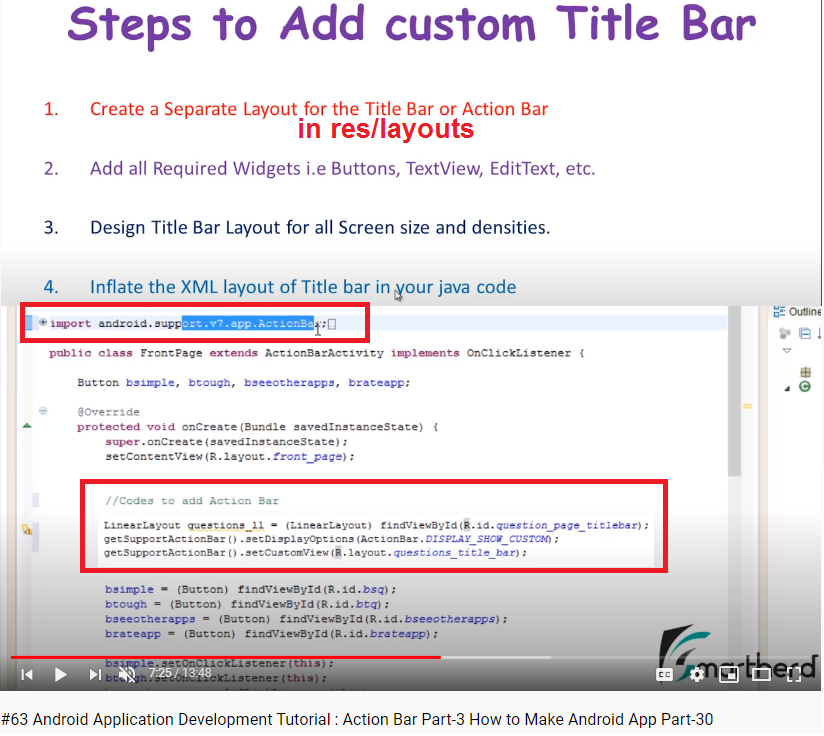 Steps to Add custom Title Bar
1. Create a Separate Layout for the Title Bar or Action Bar
in res/layouts
2. Add all Required Widgets i.e Buttons, TextView, EditText, etc.
3. Design Title Bar Layout for all Screen size and densities.
4. Inflate the XML layout of Title bar in your java code
import android.support.v7.app.ActionBar;
Outline
public class FrontPage extends ActionBarActivity implements OnClickListener {
Button bsimple, btough, bseeotherapps, brateapp;
@Override
protected void onCreate(Bundle savedInstanceState) {
super.onCreate(savedInstanceState);
setContentView(R.layout.front_page);
//Codes to add Action Bar
LinearLayout questions_ll = (LinearLayout) findViewById(R.id.question_page_titlebar);
getSupportActionBar().setDisplayOptions(ActionBar.DISPLAY_SHOW_CUSTOM);
getSupportActionBar().setCustomView(R.layout.questions_title_bar);
bsimple = (Button) findViewById(R.id.bsq);
btough = (Button) findViewById(R.id.btq);
bseeotherapps = (Button) findViewById(R.id.bseeotherapps);
brateapp = (Button) findViewById(R.id.brateapp);
bsimple.setOnClickListener(this);
btough.setOnClickListener(this);
7:25 / 13:48
CC
Smartherd
#63 Android Application Development Tutorial : Action Bar Part-3 How to Make Android App Part-30